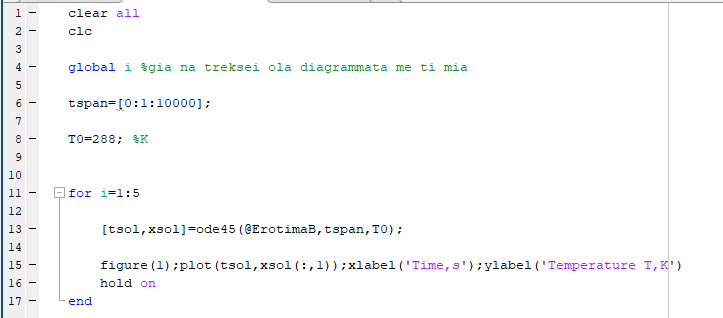 1 – clear all
2 – clc
3
4 – global i %gia na treksei ola diagrammata me ti mia
5
6 – tspan=[0:1:10000];
7
8 – T0=288; %K
9
10
11 – for i=1:5
12
13 – [tsol,xsol]=ode45(@ErotimaB,tspan,T0);
14
15 – figure(1);plot(tsol,xsol(:,1));xlabel('Time,s');ylabel('Temperature T,K')
16 – hold on
17 – end